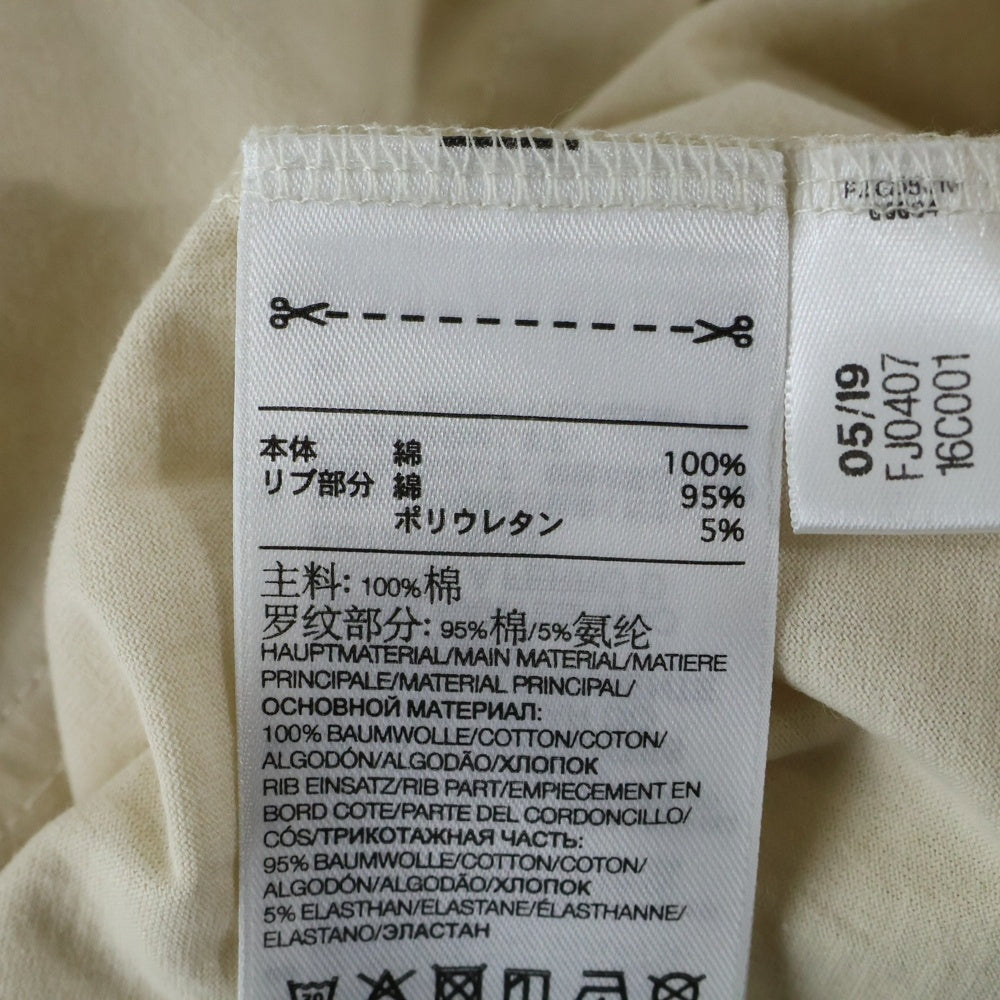 本体 綿 100%
リブ部分 綿 95%
ポリウレタン 5%
主料: 100%棉
罗纹部分: 95%棉/5%氨纶
HAUPTMATERIAL/MAIN MATERIAL/MATIERE
PRINCIPALE/MATERIAL PRINCIPAL/
ОСНОВНОЙ МАТЕРИАЛ:
100% BAUMWOLLE/COTTON/COTON/
ALGODÓN/ALGODÃO/ХЛОПОК
RIB EINSATZ/RIB PART/EMPIECEMENT EN
BORD COTE/PARTE DEL CORDONCILLO/
CÓS/ТРИКОТАЖНАЯ ЧАСТЬ:
95% BAUMWOLLE/COTTON/COTON/
ALGODÓN/ALGODÃO/ХЛОПОК
5% ELASTHAN/ELASTANE/ÉLASTHANNE/
ELASTANO/ЭЛАСТАН
05/19
FJ0407
16C001